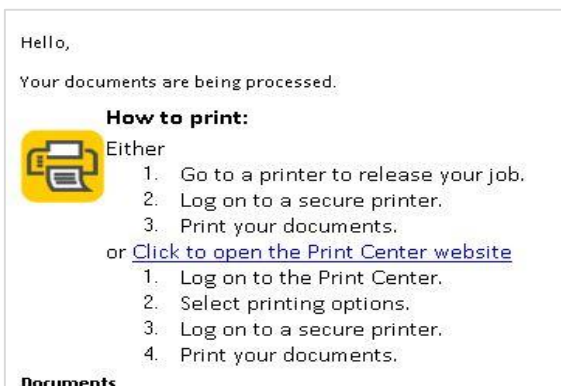 Hello,
Your documents are being processed.
How to print:
Either
1. Go to a printer to release your job.
2. Log on to a secure printer.
3. Print your documents.
or Click to open the Print Center website
1. Log on to the Print Center.
2. Select printing options.
3. Log on to a secure printer.
4. Print your documents.
Documents